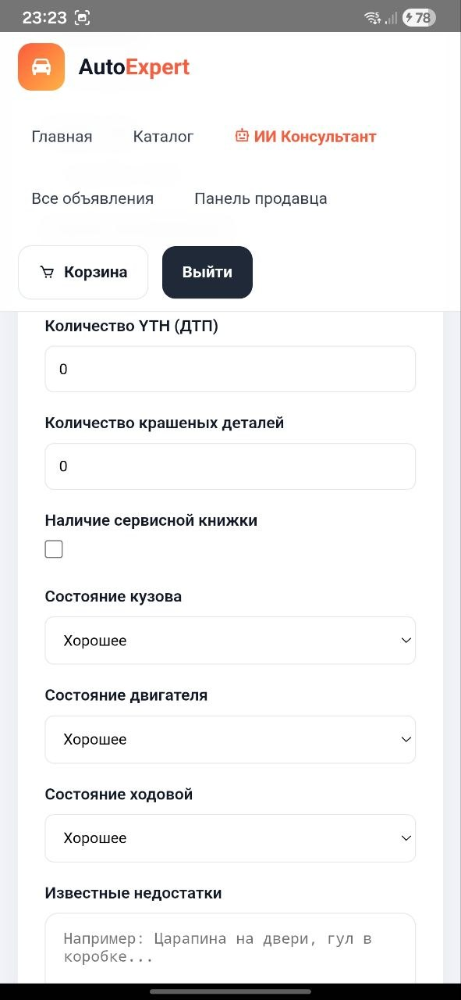 23:23
78
AutoExpert
Главная Каталог ИИ Консультант
Все объявления Панель продавца
Корзина Выйти
Количество YTH (ДТП)
0
Количество крашеных деталей
0
Наличие сервисной книжки
Состояние кузова
Хорошее
Состояние двигателя
Хорошее
Состояние ходовой
Хорошее
Известные недостатки
Например: Царапина на двери, гул в
коробке...